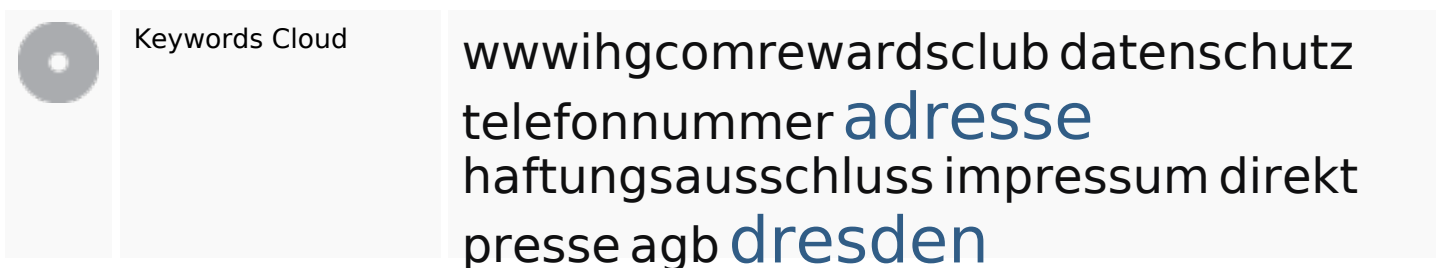 Keywords Cloud
wwwihgcomrewardsclub datenschutz
telefonnummer adresse
haftungsausschluss impressum direkt
presse agb dresden